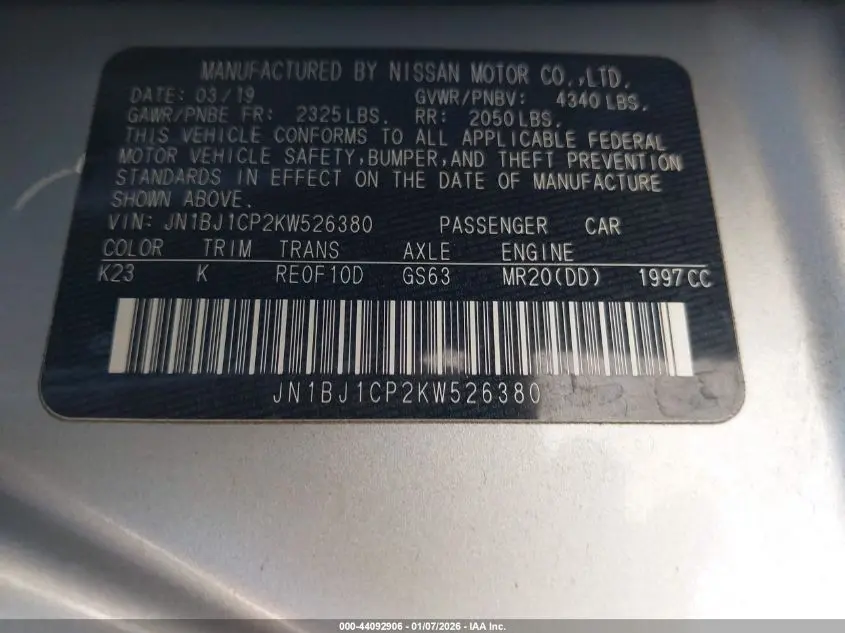 MANUFACTURED BY NISSAN MOTOR CO.,LTD.
DATE: 03/19 GVWR/PNBV: 4340 LBS.
GAWR/PNBE FR: 2325 LBS. RR: 2050 LBS.
THIS VEHICLE CONFORMS TO ALL APPLICABLE FEDERAL
MOTOR VEHICLE SAFETY,BUMPER,AND THEFT PREVENTION
STANDARDS IN EFFECT ON THE DATE OF MANUFACTURE
SHOWN ABOVE.
VIN: JN1BJ1CP2KW526380 PASSENGER CAR
COLOR TRIM TRANS AXLE ENGINE
K23 K RE0F10D GS63 MR20(DD) 1997CC
JN1BJ1CP2KW526380
000-44092906 - 01/07/2026 - IAA Inc.